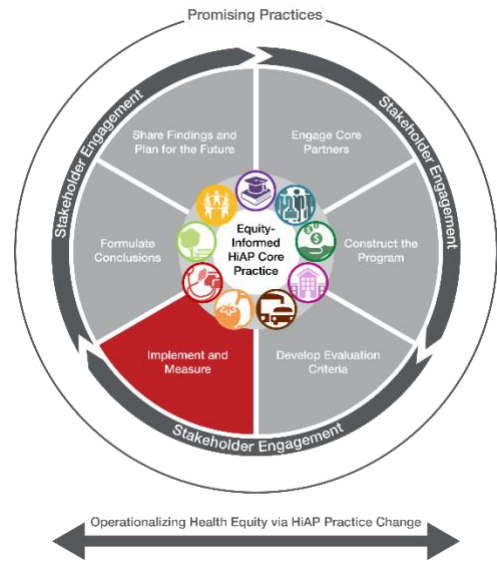 Promising Practices
Stakeholder Engagement
Stakeholder Engagement
Share Findings and
Plan for the Future
Engage Core
Partners
Formulate
Conclusions
Equity-
Informed
HiAP Core
Practice
Construct the
Program
Implement and
Measure
Develop Evaluation
Criteria
Stakeholder Engagement
Operationalizing Health Equity via HiAP Practice Change